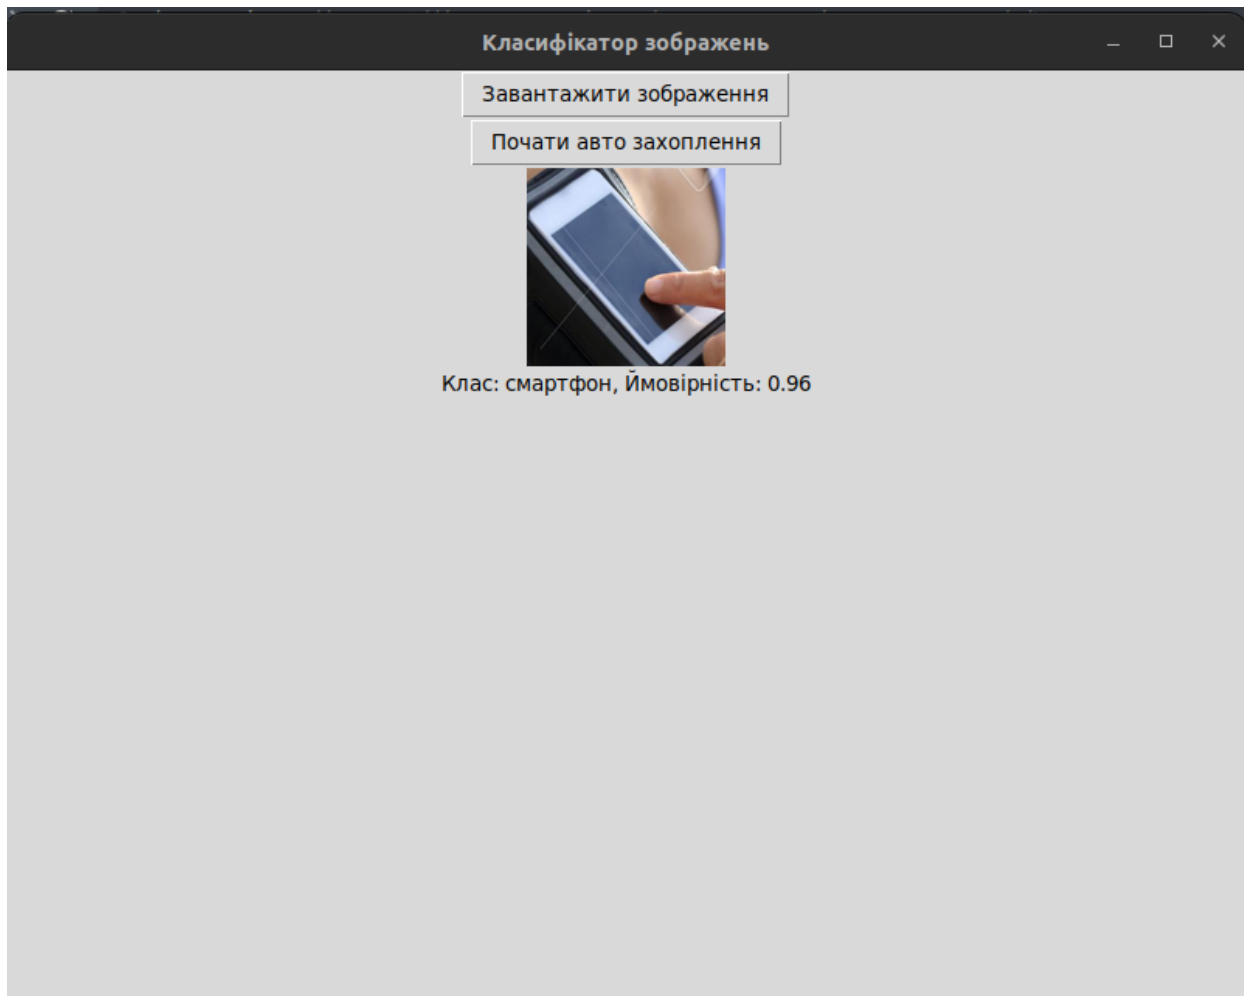 Класифікатор зображень
Завантажити зображення
Почати авто захоплення
Клас: смартфон, Ймовірність: 0.96